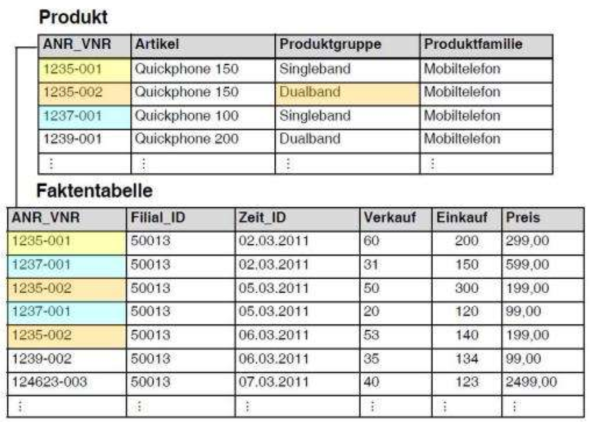 Produkt
ANR_VNR Artikel Produktgruppe Produktfamilie
1235-001 Quickphone 150 Singleband Mobiltelefon
1235-002 Quickphone 150 Dualband Mobiltelefon
1237-001 Quickphone 100 Singleband Mobiltelefon
1239-001 Quickphone 200 Dualband Mobiltelefon
⋮ ⋮ ⋮ ⋮
Faktentabelle
ANR_VNR Filial_ID Zeit_ID Verkauf Einkauf Preis
1235-001 50013 02.03.2011 60 200 299,00
1237-001 50013 02.03.2011 31 150 599,00
1235-002 50013 05.03.2011 50 300 199,00
1237-001 50013 05.03.2011 20 120 99,00
1235-002 50013 06.03.2011 53 140 199,00
1239-002 50013 06.03.2011 35 134 99,00
124623-003 50013 07.03.2011 40 123 2499,00
⋮ ⋮ ⋮ ⋮ ⋮ ⋮